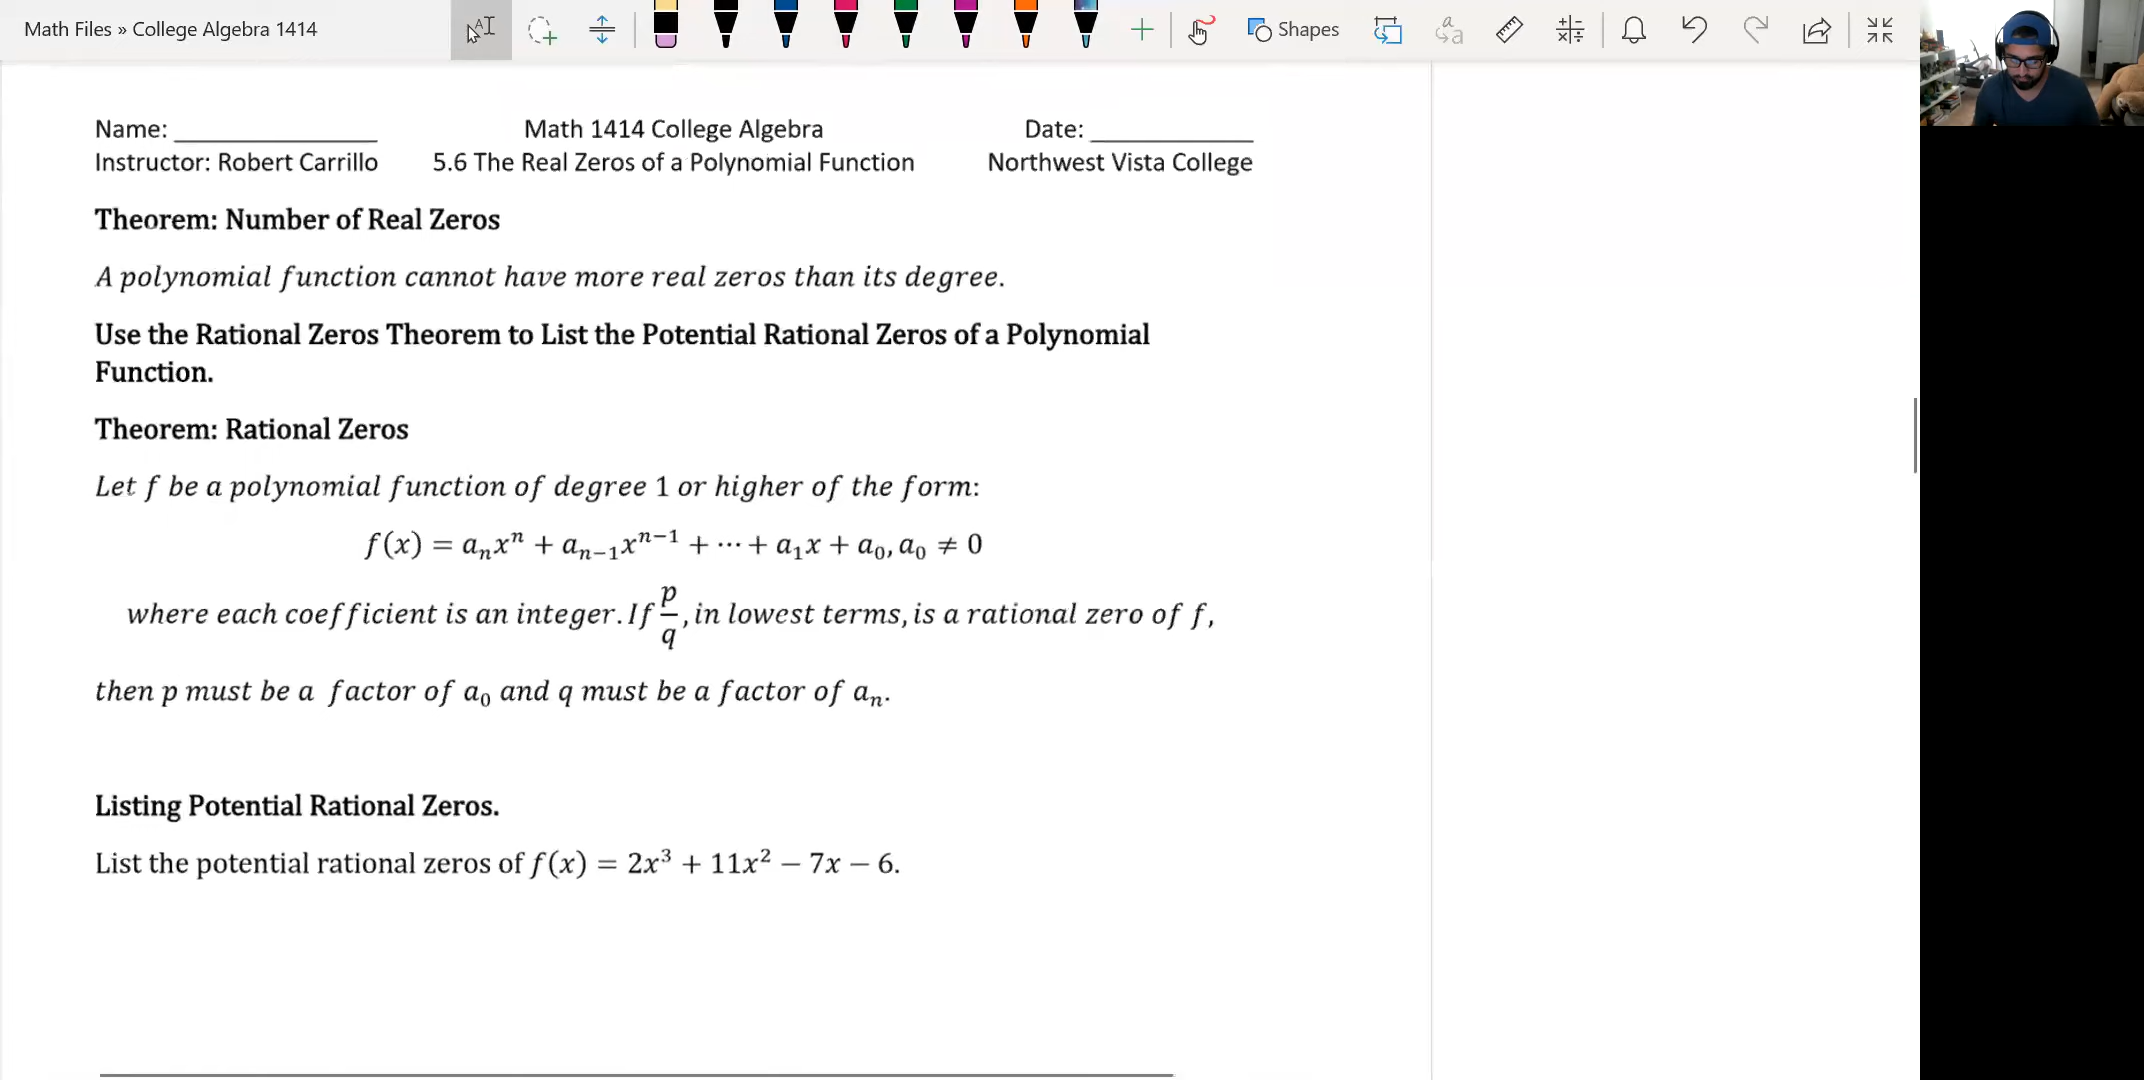 Math Files » College Algebra 1414
Shapes
Name: _______________ Math 1414 College Algebra Date: ____________
Instructor: Robert Carrillo 5.6 The Real Zeros of a Polynomial Function Northwest Vista College
Theorem: Number of Real Zeros
A polynomial function cannot have more real zeros than its degree.
Use the Rational Zeros Theorem to List the Potential Rational Zeros of a Polynomial
Function.
Theorem: Rational Zeros
Let f be a polynomial function of degree 1 or higher of the form:
f(x) = aₙxⁿ + aₙ₋₁xⁿ⁻¹ + ⋯ + a₁x + a₀, a₀ ≠ 0
where each coefficient is an integer. If p/q, in lowest terms, is a rational zero of f,
then p must be a factor of a₀ and q must be a factor of aₙ.
Listing Potential Rational Zeros.
List the potential rational zeros of f(x) = 2x³ + 11x² − 7x − 6.